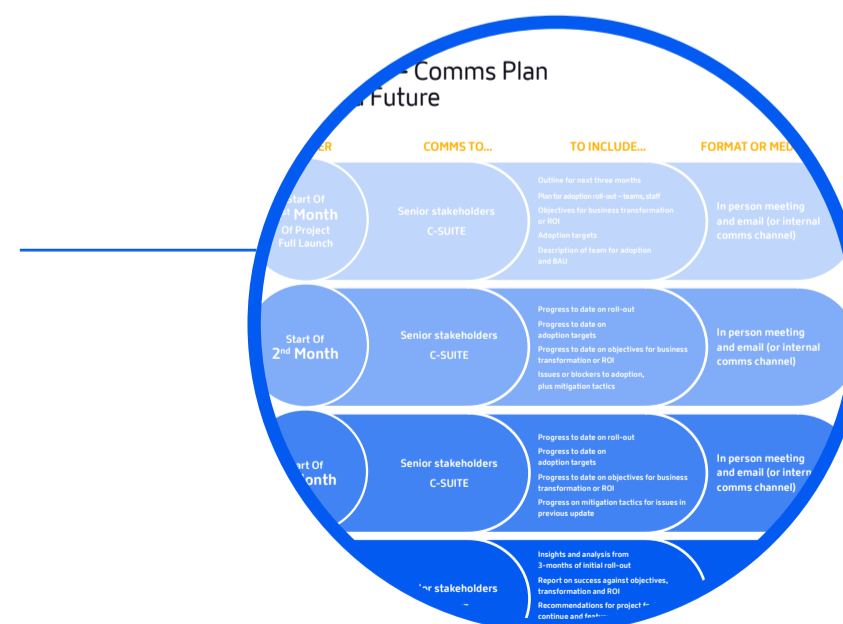 – Comms Plan
Future
COMMS TO...
TO INCLUDE...
FORMAT OR
Start Of
Month
Of Project
Full Launch
Senior stakeholders
C-SUITE
Outline for next three months
Plan for adoption roll-out – teams, staff
Objectives for business transformation
or ROI
Adoption targets
Description of team for adoption
and BAU
In person meeting
and email (or internal
comms channel)
Start Of
2nd Month
Senior stakeholders
C-SUITE
Progress to date on roll-out
Progress to date on
adoption targets
Progress to date on objectives for business
transformation or ROI
Issues or blockers to adoption,
plus mitigation tactics
In person meeting
and email (or internal
comms channel)
Of
Senior stakeholders
C-SUITE
Progress to date on roll-out
Progress to date on
adoption targets
Progress to date on objectives for business
transformation or ROI
Progress on mitigation tactics for issues in
previous update
In person meeting
and email (or
comms channel)
stakeholders
Insights and analysis from
3-months of initial roll-out
Report on success against objectives,
transformation and ROI
Recommendations for project
continue and